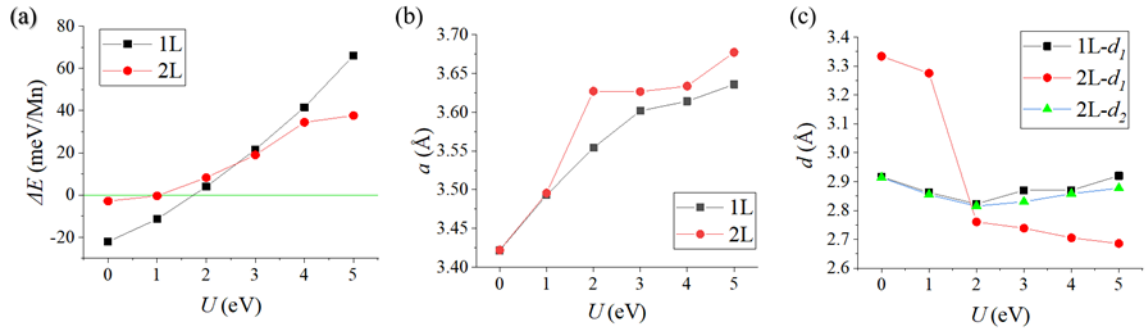 (a)
80
60
40
20
0
-20
ΔE (meV/Mn)
1L
2L
0 1 2 3 4 5
U (eV)
(b)
3.65
3.60
3.55
3.50
3.45
3.40
a (Å)
1L
2L
0 1 2 3 4 5
U (eV)
(c)
3.4
3.3
3.2
3.1
3.0
2.9
2.8
2.7
2.6
d (Å)
1L-d1
2L-d1
2L-d2
0 1 2 3 4 5
U (eV)